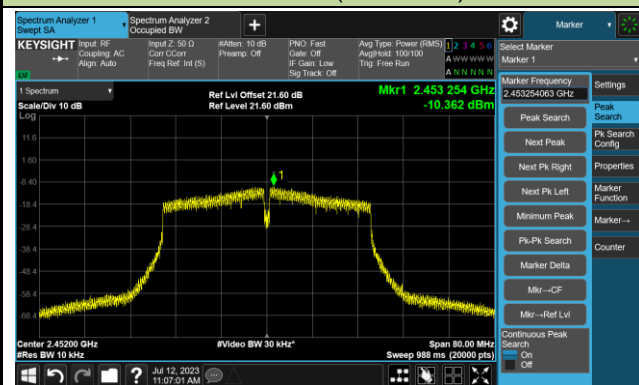 Spectrum Analyzer 1
Swept SA
Spectrum Analyzer 2
Occupied BW
+
Marker
KEYSIGHT
Input: RF
Coupling: AC
Align: Auto
Input Z: 50 Ω
Corr CCorr
Freq Ref: Int (S)
#Atten: 10 dB
Preamp: Off
PNO: Fast
Gate: Off
IF Gain: Low
Sig Track: Off
Avg Type: Power (RMS)
Avg|Hold: 100/100
Trig: Free Run
1 2 3 4 5 6
A W W W W W
A N N N N N
Select Marker
Marker 1
1 Spectrum
Scale/Div 10 dB
Log
Ref Lvl Offset 21.60 dB
Ref Level 21.60 dBm
Mkr1 2.453 254 GHz
-10.362 dBm
11.6
1.60
-8.40
-18.4
-28.4
-38.4
-48.4
-58.4
-68.4
1
Center 2.45200 GHz
#Res BW 10 kHz
#Video BW 30 kHz*
Span 80.00 MHz
Sweep 988 ms (20000 pts)
Marker Frequency
2.453254063 GHz
Peak Search
Next Peak
Next Pk Right
Next Pk Left
Minimum Peak
Pk-Pk Search
Marker Delta
Mkr→CF
Mkr→Ref Lvl
Continuous Peak
Search
On
Off
Settings
Peak
Search
Pk Search
Config
Properties
Marker
Function
Marker→
Counter
?
Jul 12, 2023
11:07:01 AM